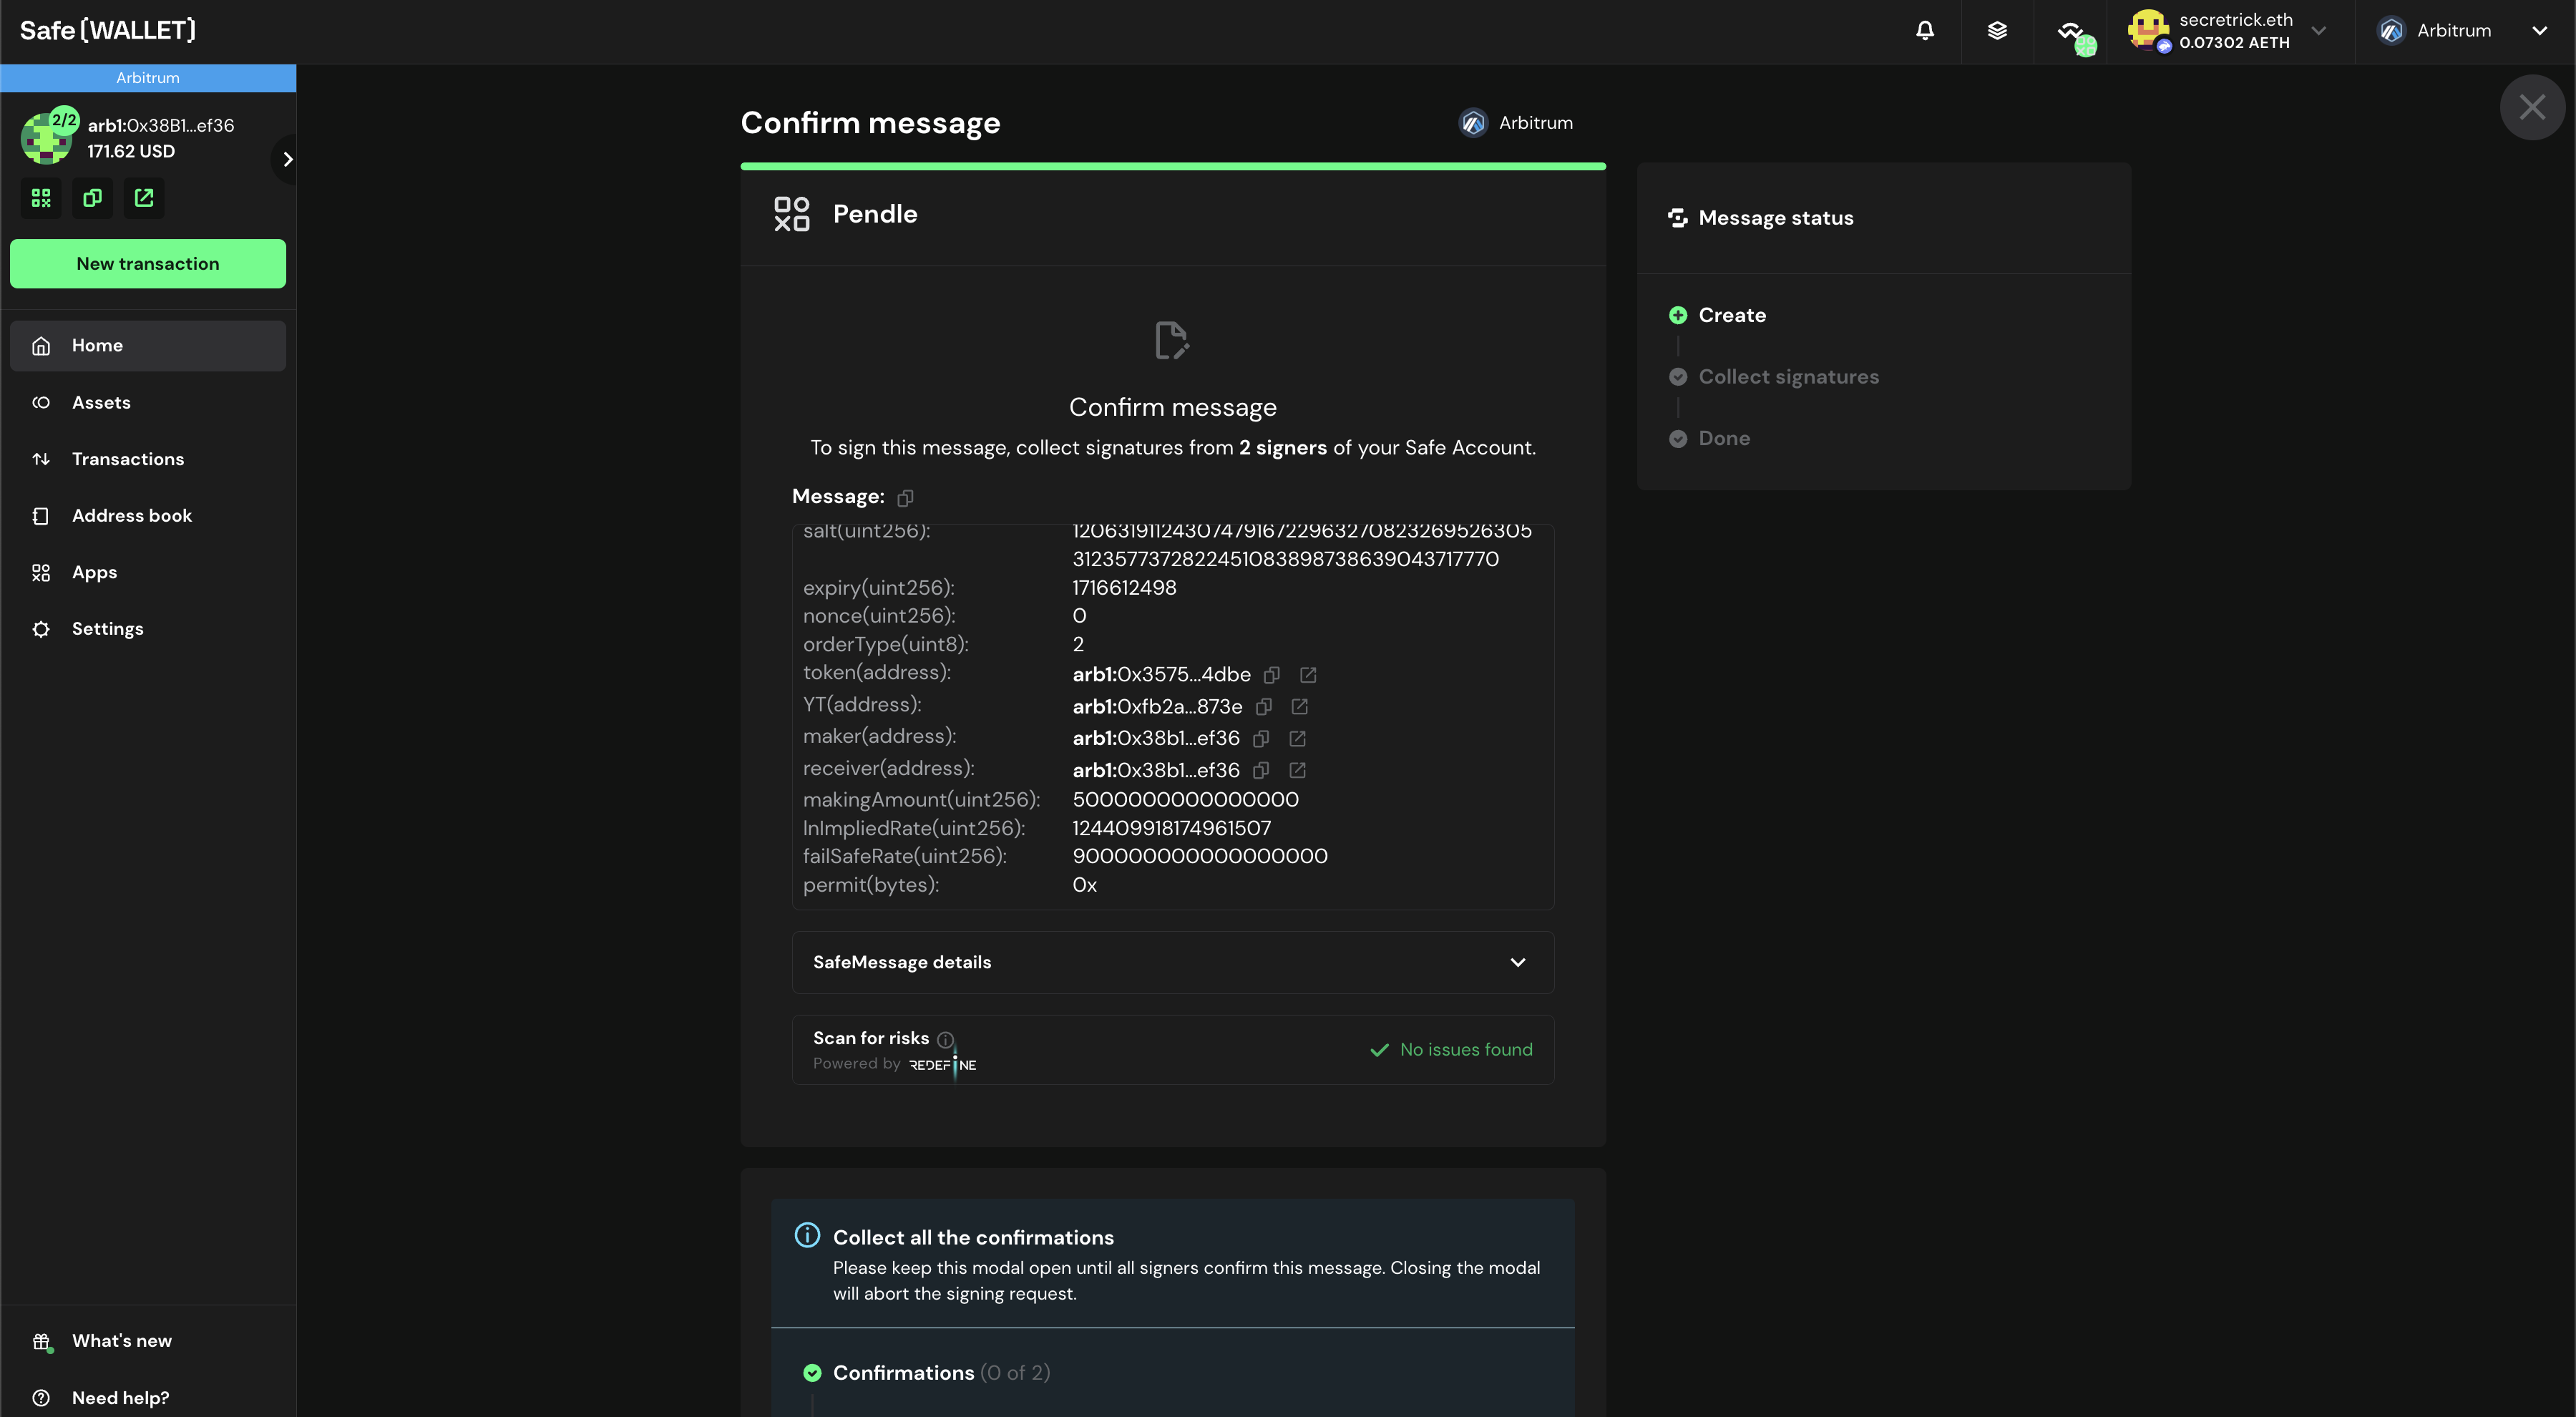 Safe{WALLET}
secretrick.eth
0.07302 AETH
Arbitrum
Arbitrum
2/2
arb1:0x38B1...ef36
171.62 USD
New transaction
Home
Assets
Transactions
Address book
Apps
Settings
What's new
Need help?
Confirm message
Arbitrum
Pendle
Confirm message
To sign this message, collect signatures from 2 signers of your Safe Account.
Message:
salt(uint256): 1206319112430747916722963270823269526305
3123577372822451083898738639043717770
expiry(uint256): 1716612498
nonce(uint256): 0
orderType(uint8): 2
token(address): arb1:0x3575...4dbe
YT(address): arb1:0xfb2a...873e
maker(address): arb1:0x38b1...ef36
receiver(address): arb1:0x38b1...ef36
makingAmount(uint256): 5000000000000000
lnImpliedRate(uint256): 124409918174961507
failSafeRate(uint256): 900000000000000000
permit(bytes): 0x
SafeMessage details
Scan for risks
Powered by REDEFINE
No issues found
Collect all the confirmations
Please keep this modal open until all signers confirm this message. Closing the modal
will abort the signing request.
Confirmations (0 of 2)
Message status
Create
Collect signatures
Done